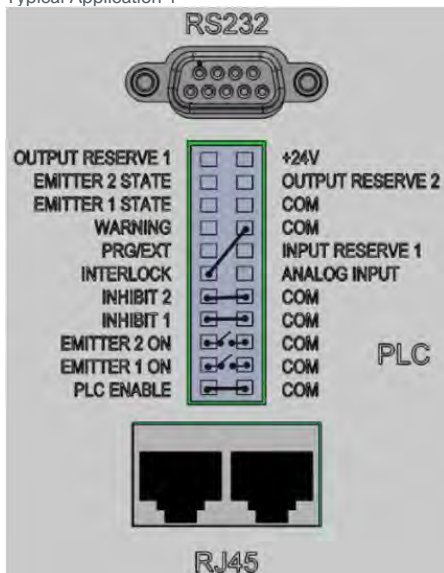 Typical Application 1
RS232
OUTPUT RESERVE 1 +24V
EMITTER 2 STATE OUTPUT RESERVE 2
EMITTER 1 STATE COM
WARNING COM
PRG/EXT INPUT RESERVE 1
INTERLOCK ANALOG INPUT
INHIBIT 2 COM
INHIBIT 1 COM
EMITTER 2 ON COM
EMITTER 1 ON COM
PLC ENABLE COM
PLC
RJ45